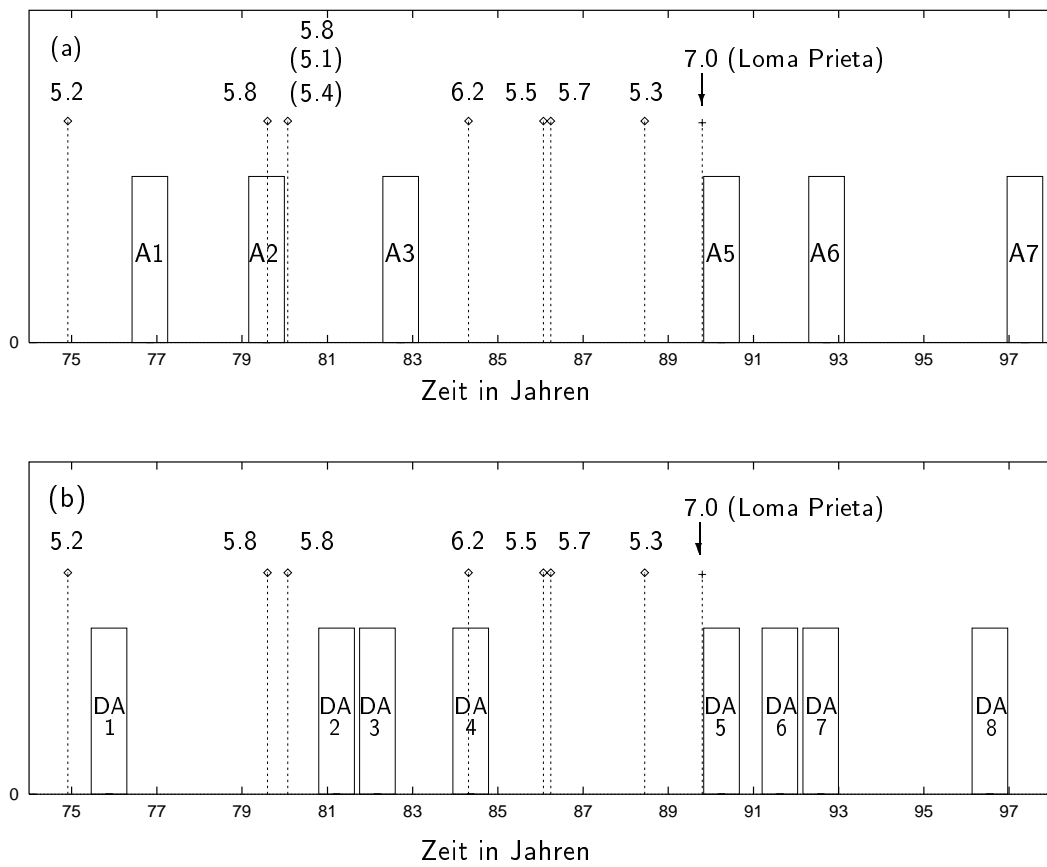 (a)
5.8
(5.1)
(5.4)
7.0 (Loma Prieta)
5.2 5.8 6.2 5.5 5.7 5.3
A1 A2 A3 A5 A6 A7
0
75 77 79 81 83 85 87 89 91 93 95 97
Zeit in Jahren
(b)
7.0 (Loma Prieta)
5.2 5.8 5.8 6.2 5.5 5.7 5.3
DA DA DA DA DA DA DA DA
1 2 3 4 5 6 7 8
0
75 77 79 81 83 85 87 89 91 93 95 97
Zeit in Jahren